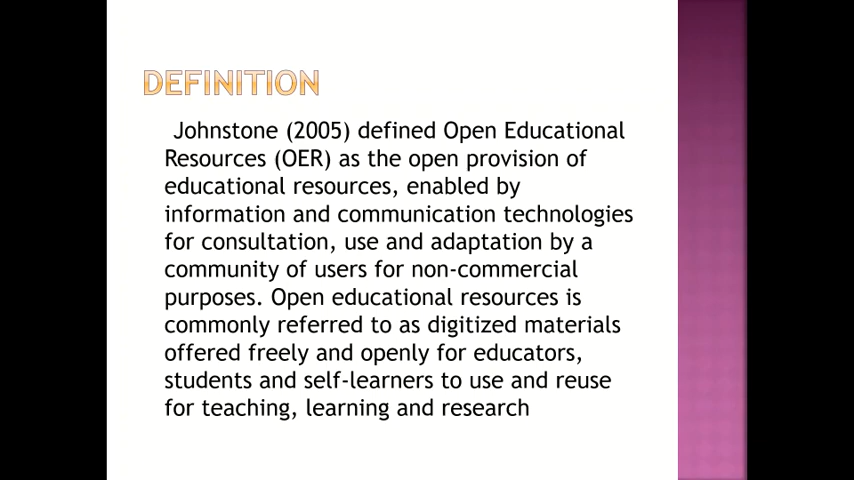 DEFINITION
Johnstone (2005) defined Open Educational
Resources (OER) as the open provision of
educational resources, enabled by
information and communication technologies
for consultation, use and adaptation by a
community of users for non-commercial
purposes. Open educational resources is
commonly referred to as digitized materials
offered freely and openly for educators,
students and self-learners to use and reuse
for teaching, learning and research